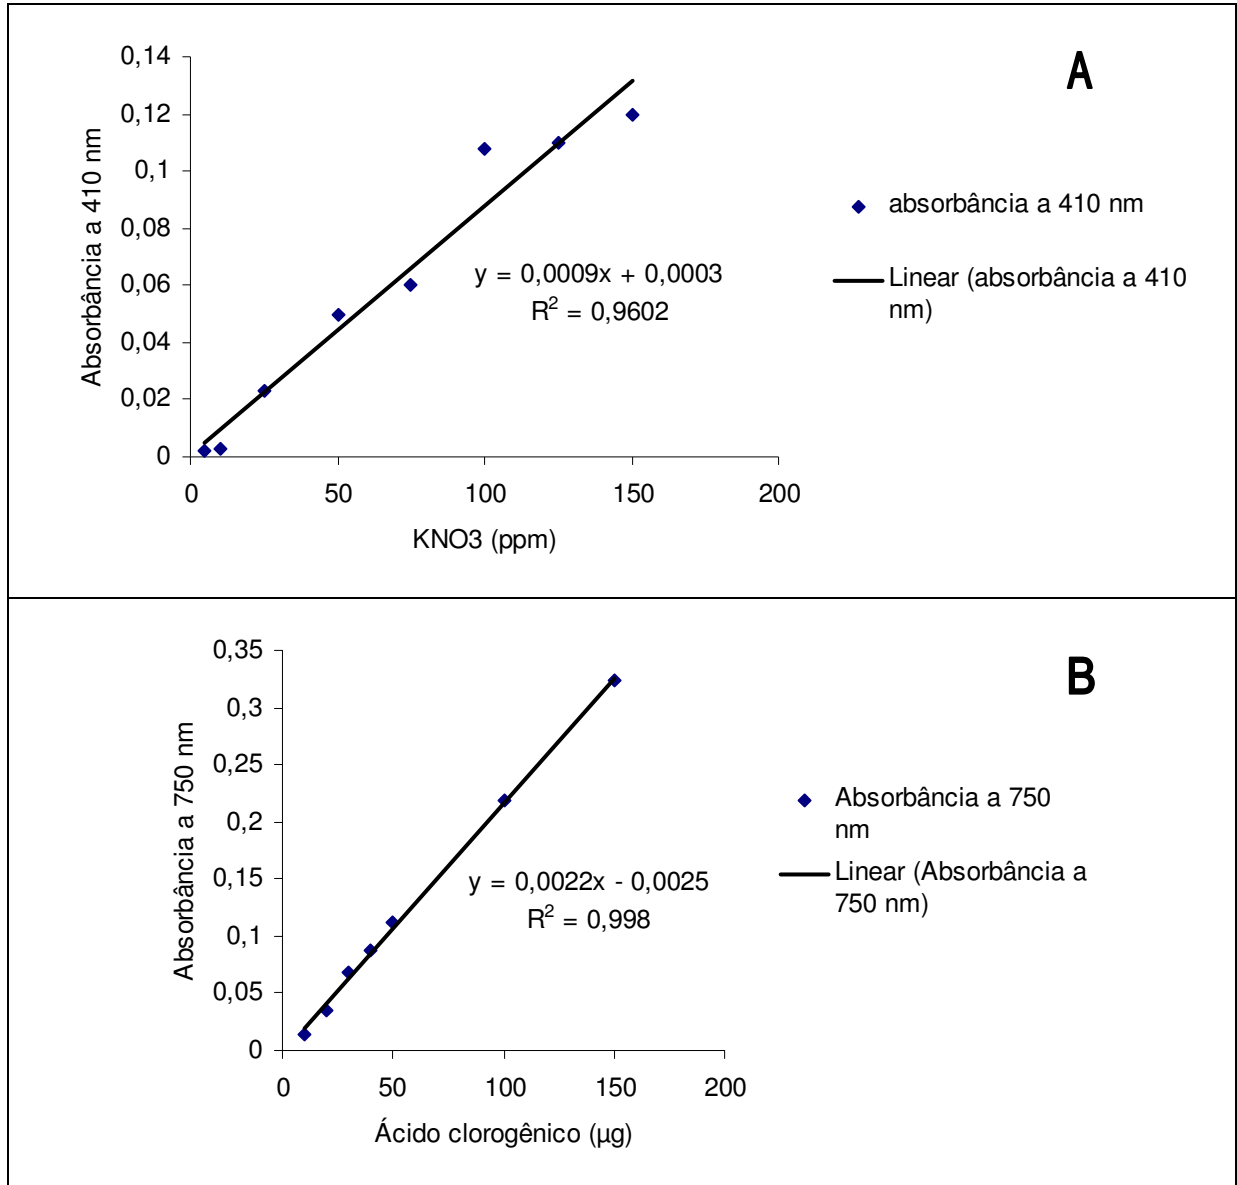 A
0,14
0,12
0,1
0,08
0,06
0,04
0,02
0
Absorbância a 410 nm
y = 0,0009x + 0,0003
R² = 0,9602
0 50 100 150 200
KNO3 (ppm)
absorbância a 410 nm
Linear (absorbância a 410
nm)
B
0,35
0,3
0,25
0,2
0,15
0,1
0,05
0
Absorbância a 750 nm
y = 0,0022x - 0,0025
R² = 0,998
0 50 100 150 200
Ácido clorogênico (µg)
Absorbância a 750
nm
Linear (Absorbância a
750 nm)